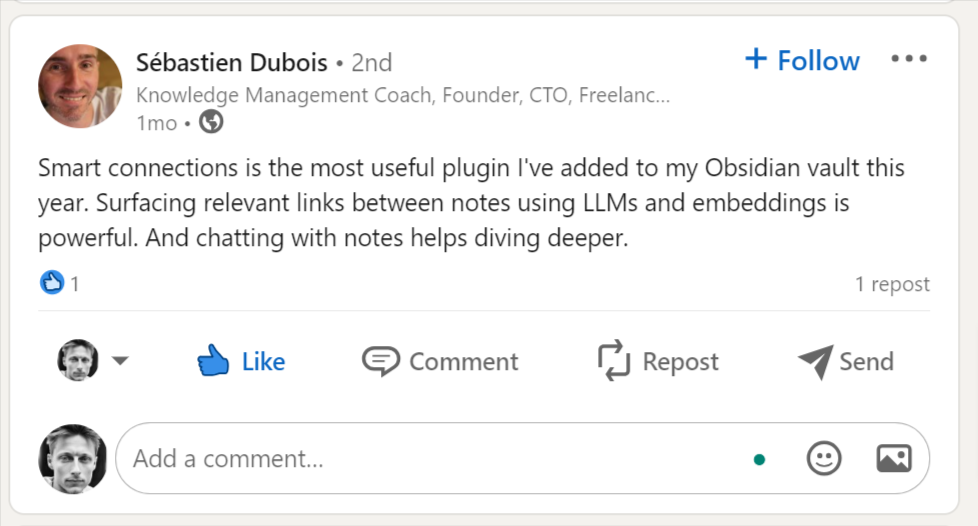 Sébastien Dubois • 2nd
+ Follow
Knowledge Management Coach, Founder, CTO, Freelanc...
1mo •
Smart connections is the most useful plugin I've added to my Obsidian vault this
year. Surfacing relevant links between notes using LLMs and embeddings is
powerful. And chatting with notes helps diving deeper.
1
1 repost
Like
Comment
Repost
Send
Add a comment...